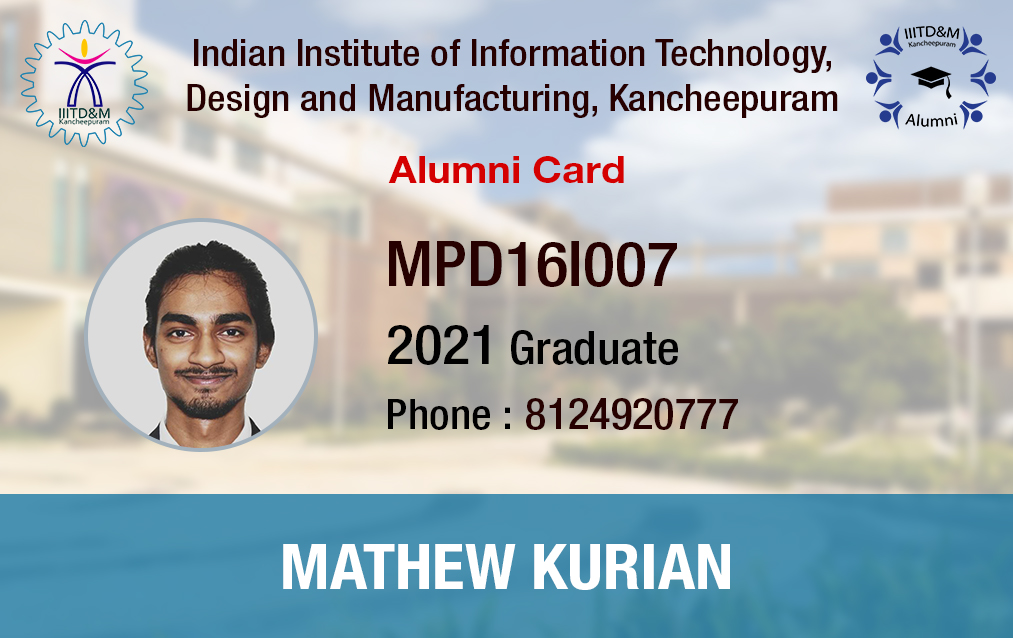 Indian Institute of Information Technology,
Design and Manufacturing, Kancheepuram
IIITD&M
Kancheepuram
IIITD&M
Kancheepuram
Alumni
Alumni Card
MPD16I007
2021 Graduate
Phone : 8124920777
MATHEW KURIAN